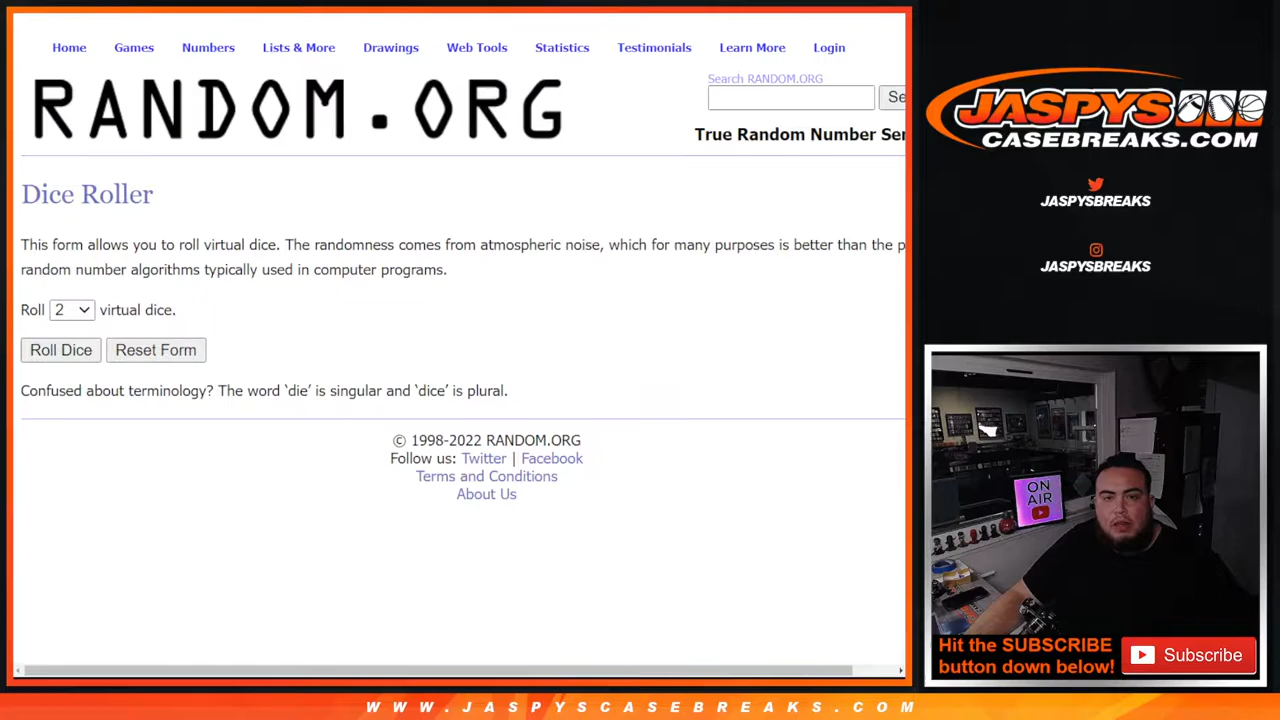 Home Games Numbers Lists & More Drawings Web Tools Statistics Testimonials Learn More Login
RANDOM.ORG
Search RANDOM.ORG
Se
True Random Number Ser
Dice Roller
This form allows you to roll virtual dice. The randomness comes from atmospheric noise, which for many purposes is better than the p
random number algorithms typically used in computer programs.
Roll 2 virtual dice.
Roll Dice Reset Form
Confused about terminology? The word ‘die’ is singular and ‘dice’ is plural.
© 1998-2022 RANDOM.ORG
Follow us: Twitter | Facebook
Terms and Conditions
About Us
JASPYS
CASEBREAKS.COM
JASPYSBREAKS
JASPYSBREAKS
ON
AIR
Hit the SUBSCRIBE
button down below!
Subscribe
WWW.JASPYSCASEBREAKS.COM